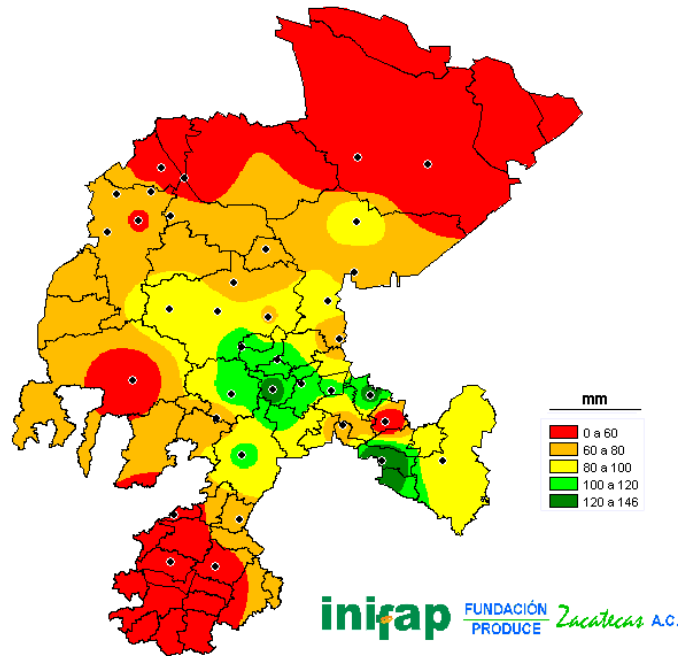 mm
0 a 60
60 a 80
80 a 100
100 a 120
120 a 146
inifap FUNDACIÓN PRODUCE Zacatecas A.C.